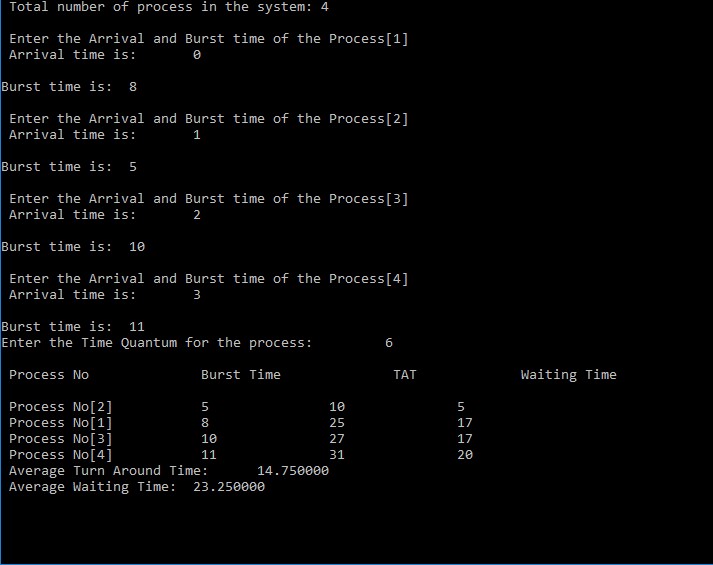 Total number of process in the system: 4
Enter the Arrival and Burst time of the Process[1]
Arrival time is: 0
Burst time is: 8
Enter the Arrival and Burst time of the Process[2]
Arrival time is: 1
Burst time is: 5
Enter the Arrival and Burst time of the Process[3]
Arrival time is: 2
Burst time is: 10
Enter the Arrival and Burst time of the Process[4]
Arrival time is: 3
Burst time is: 11
Enter the Time Quantum for the process: 6
Process No Burst Time TAT Waiting Time
Process No[2] 5 10 5
Process No[1] 8 25 17
Process No[3] 10 27 17
Process No[4] 11 31 20
Average Turn Around Time: 14.750000
Average Waiting Time: 23.250000